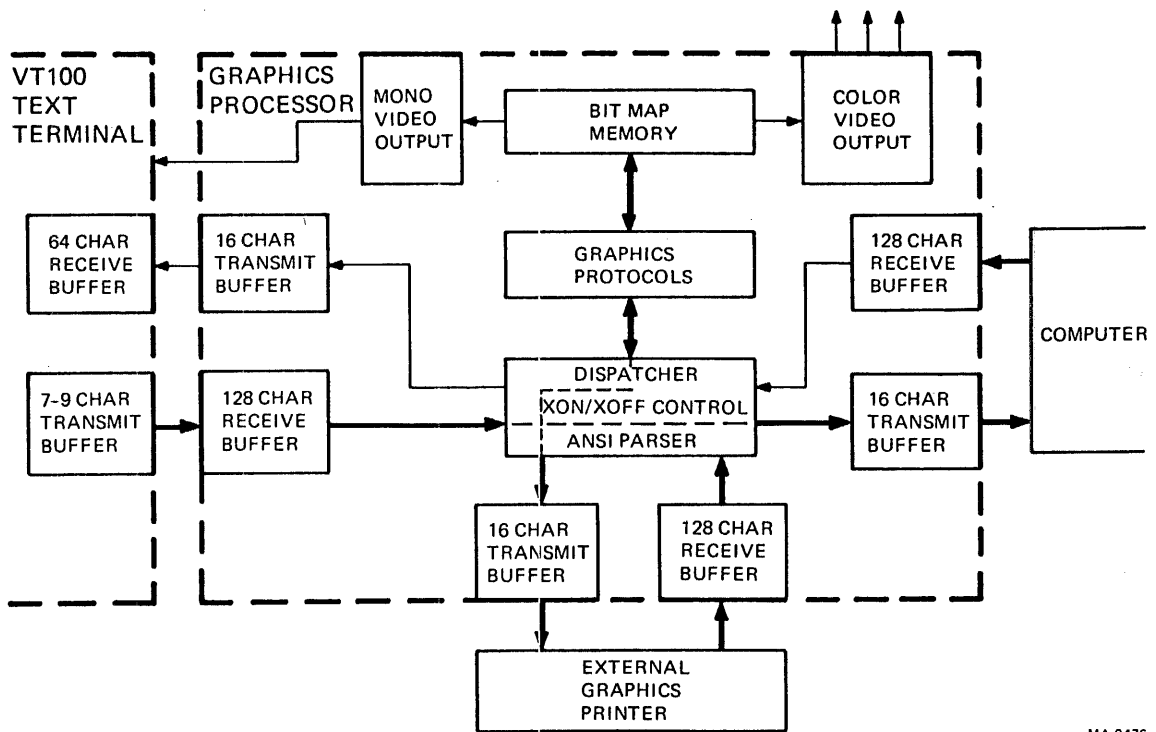 VT100
TEXT
TERMINAL
GRAPHICS
PROCESSOR
MONO
VIDEO
OUTPUT
BIT MAP
MEMORY
COLOR
VIDEO
OUTPUT
64 CHAR
RECEIVE
BUFFER
16 CHAR
TRANSMIT
BUFFER
GRAPHICS
PROTOCOLS
128 CHAR
RECEIVE
BUFFER
COMPUTER
7-9 CHAR
TRANSMIT
BUFFER
128 CHAR
RECEIVE
BUFFER
DISPATCHER
XON/XOFF CONTROL
ANSI PARSER
16 CHAR
TRANSMIT
BUFFER
16 CHAR
TRANSMIT
BUFFER
128 CHAR
RECEIVE
BUFFER
EXTERNAL
GRAPHICS
PRINTER